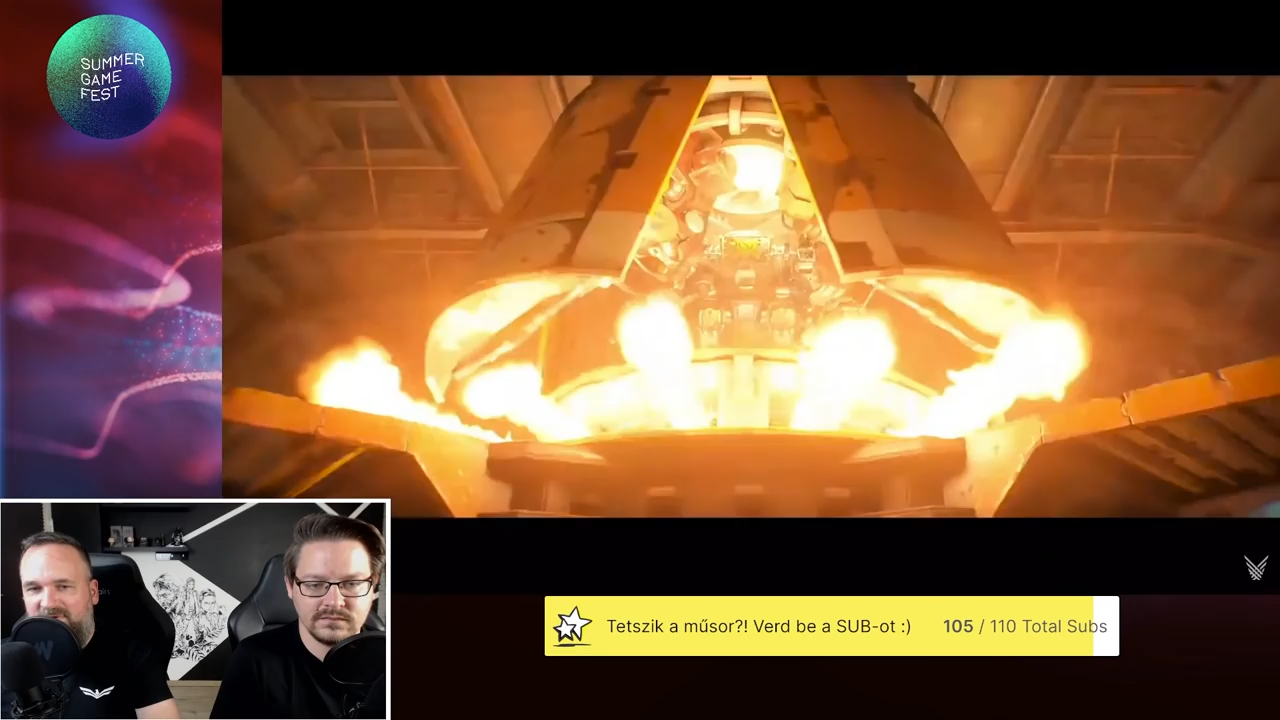 SUMMER
GAME
FEST
Tetszik a műsor?! Verd be a SUB-ot :)
105 / 110 Total Subs